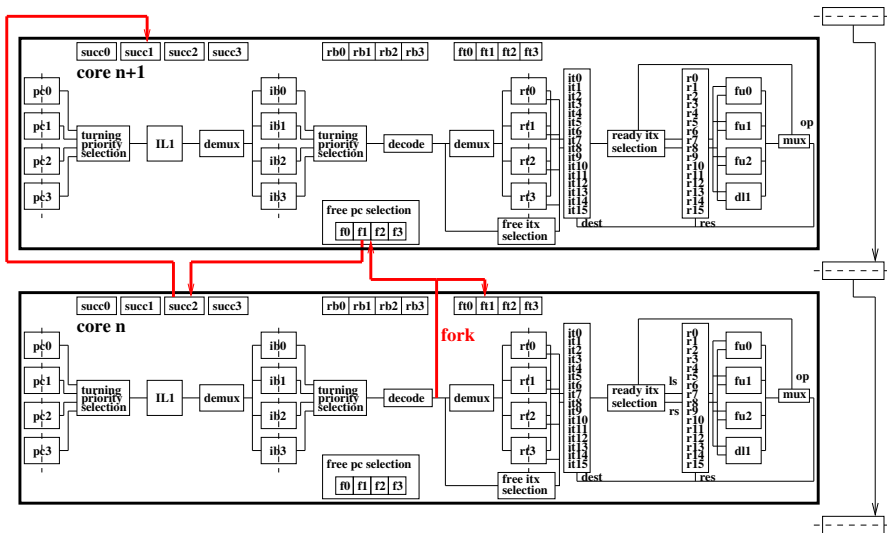 succ0 succ1 succ2 succ3 rb0 rb1 rb2 rb3 ft0 ft1 ft2 ft3
core n+1
pc0
pc1
pc2
pc3
turning
priority
selection
IL1
demux
ib0
ib1
ib2
ib3
turning
priority
selection
decode
demux
rf0
rf1
rf2
rf3
free pc selection
f0 f1 f2 f3
free itx
selection
it0
it1
it2
it3
it4
it5
it6
it7
it8
it9
it10
it11
it12
it13
it14
it15
dest
ready itx
selection
r0
r1
r2
r3
r4
r5
r6
r7
r8
r9
r10
r11
r12
r13
r14
r15
res
fu0
fu1
fu2
dl1
op
mux
succ0 succ1 succ2 succ3 rb0 rb1 rb2 rb3 ft0 ft1 ft2 ft3
core n
fork
pc0
pc1
pc2
pc3
turning
priority
selection
IL1
demux
ib0
ib1
ib2
ib3
turning
priority
selection
decode
demux
rf0
rf1
rf2
rf3
free pc selection
f0 f1 f2 f3
free itx
selection
it0
it1
it2
it3
it4
it5
it6
it7
it8
it9
it10
it11
it12
it13
it14
it15
dest
ready itx
selection
ls
rs
r0
r1
r2
r3
r4
r5
r6
r7
r8
r9
r10
r11
r12
r13
r14
r15
res
fu0
fu1
fu2
dl1
op
mux